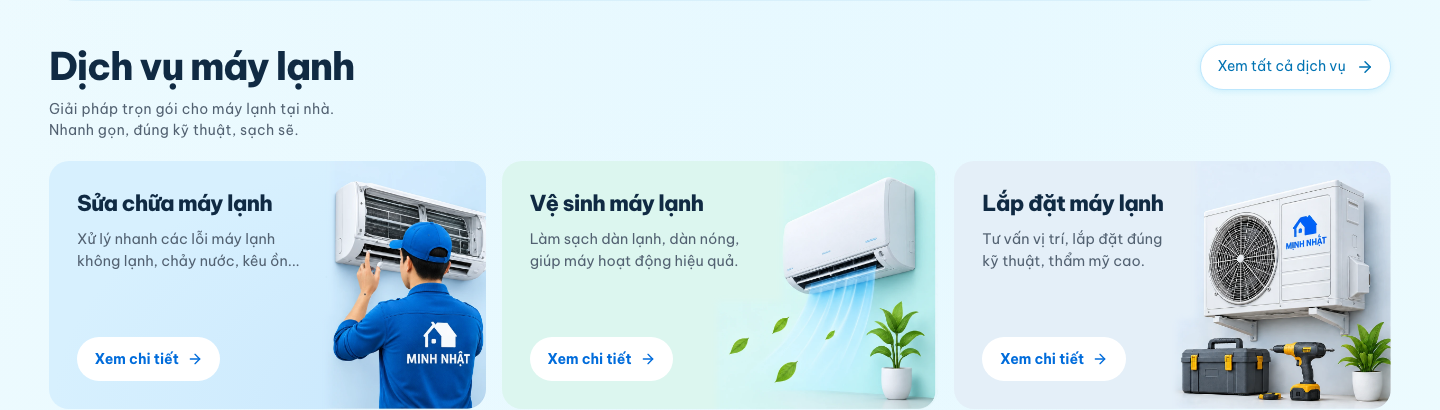 Dịch vụ máy lạnh
Xem tất cả dịch vụ
Giải pháp trọn gói cho máy lạnh tại nhà.
Nhanh gọn, đúng kỹ thuật, sạch sẽ.
Sửa chữa máy lạnh
Xử lý nhanh các lỗi máy lạnh
không lạnh, chảy nước, kêu ồn...
Xem chi tiết
MINH NHẬT
Vệ sinh máy lạnh
Làm sạch dàn lạnh, dàn nóng,
giúp máy hoạt động hiệu quả.
Xem chi tiết
Lắp đặt máy lạnh
Tư vấn vị trí, lắp đặt đúng
kỹ thuật, thẩm mỹ cao.
Xem chi tiết
MINH NHẬT